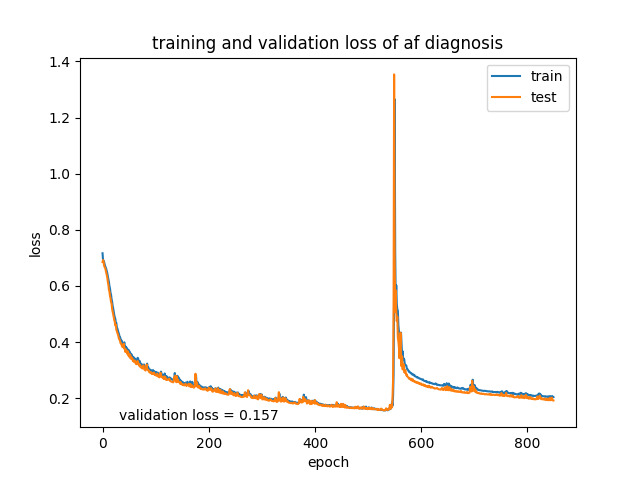 training and validation loss of af diagnosis
1.4
1.2
1.0
0.8
0.6
0.4
0.2
loss
train
test
validation loss = 0.157
0 200 400 600 800
epoch